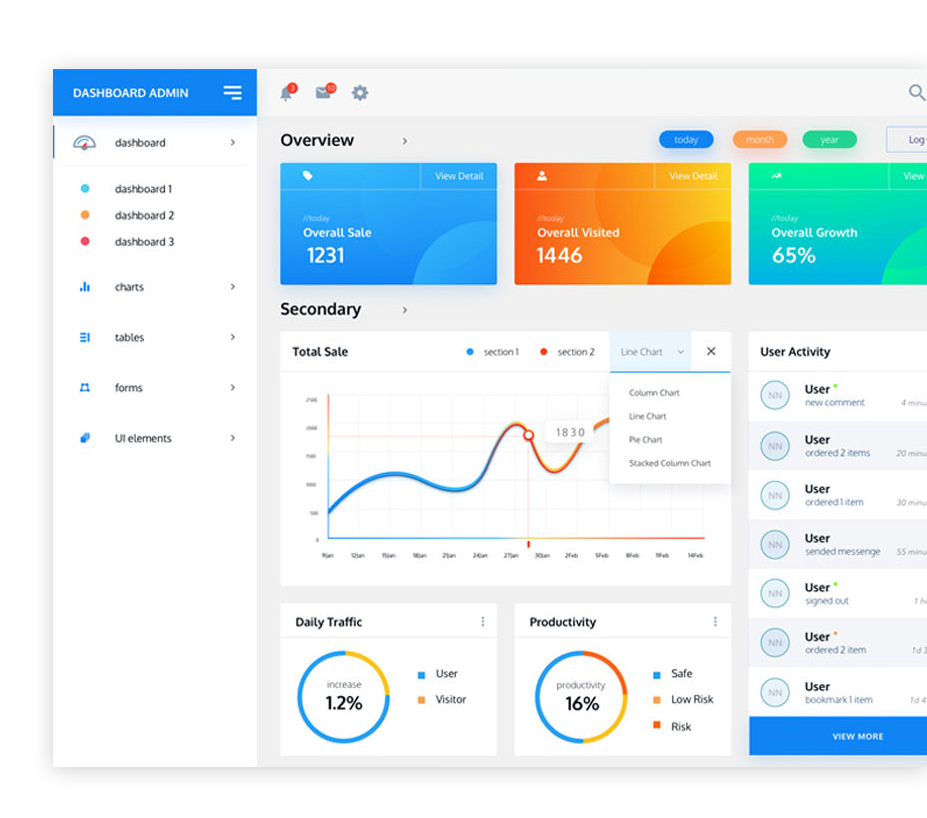 DASHBOARD ADMIN
3
10
dashboard
dashboard 1
dashboard 2
dashboard 3
charts
tables
forms
UI elements
Overview
today
month
year
Log
View Detail
//today
Overall Sale
1231
View Detail
//today
Overall Visited
1446
View
//today
Overall Growth
65%
Secondary
Total Sale
section 1
section 2
Line Chart
Column Chart
Line Chart
Pie Chart
Stacked Column Chart
2500
2000
1500
1000
500
0
1830
9Jan 12Jan 15Jan 18Jan 21Jan 24Jan 27Jan 30Jan 2Feb 5Feb 8Feb 11Feb 14Feb
User Activity
NN
User
new comment
4 minu
NN
User
ordered 2 items
20 minu
NN
User
ordered 1 item
30 minu
NN
User
sended messenge
55 minu
NN
User
signed out
1 h
NN
User
ordered 2 item
1d 3
NN
User
bookmark 1 item
1d 4
VIEW MORE
Daily Traffic
increase
1.2%
User
Visitor
Productivity
productivity
16%
Safe
Low Risk
Risk